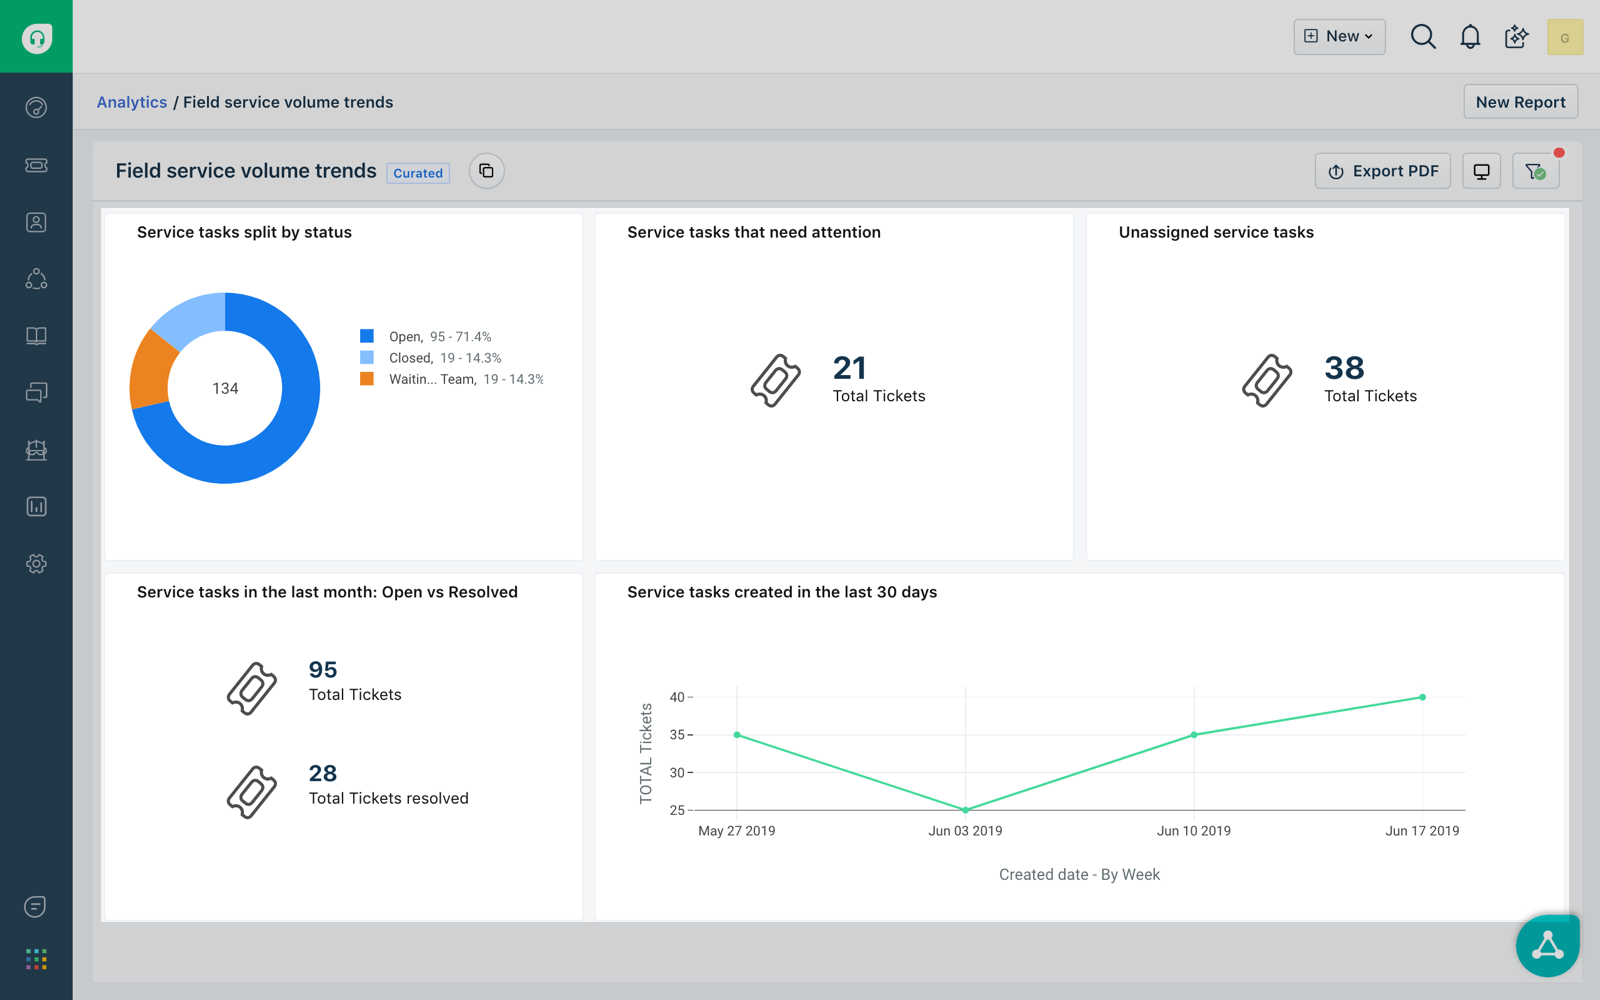 New
G
Analytics / Field service volume trends
New Report
Field service volume trends
Curated
Export PDF
Service tasks split by status
134
Open, 95 - 71.4%
Closed, 19 - 14.3%
Waitin... Team, 19 - 14.3%
Service tasks that need attention
21
Total Tickets
Unassigned service tasks
38
Total Tickets
Service tasks in the last month: Open vs Resolved
95
Total Tickets
28
Total Tickets resolved
Service tasks created in the last 30 days
TOTAL Tickets
40
35
30
25
May 27 2019
Jun 03 2019
Jun 10 2019
Jun 17 2019
Created date - By Week